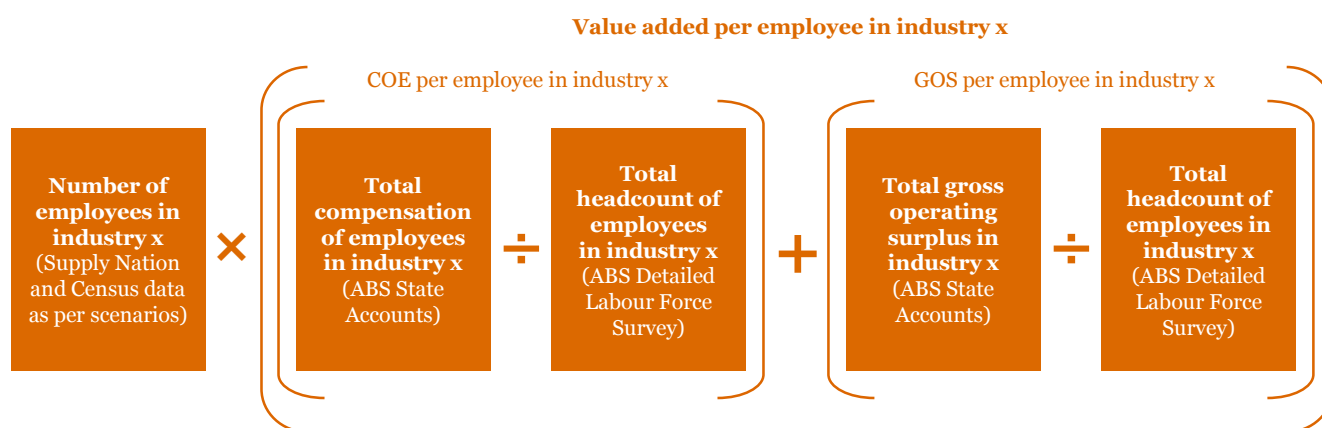 Value added per employee in industry x
COE per employee in industry x
GOS per employee in industry x
Number of
employees in
industry x
(Supply Nation
and Census data
as per scenarios)
×
Total
compensation
of employees
in industry x
(ABS State
Accounts)
÷
Total
headcount of
employees
in industry x
(ABS Detailed
Labour Force
Survey)
+
Total gross
operating
surplus in
industry x
(ABS State
Accounts)
÷
Total
headcount of
employees in
industry x
(ABS Detailed
Labour Force
Survey)